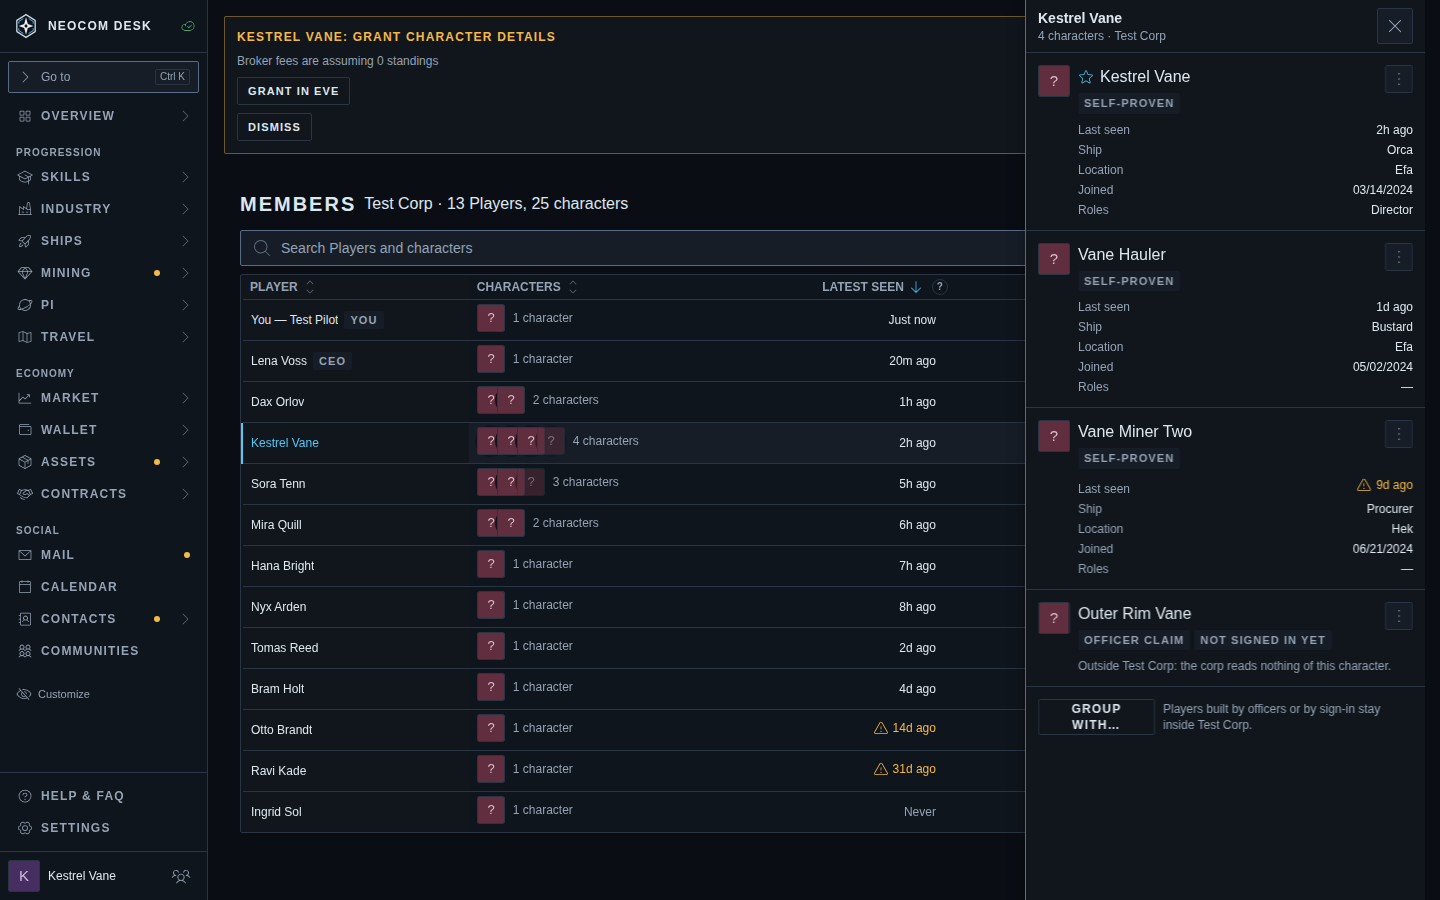 NEOCOM DESK
Go to
Ctrl K
OVERVIEW
PROGRESSION
SKILLS
INDUSTRY
SHIPS
MINING
PI
TRAVEL
ECONOMY
MARKET
WALLET
ASSETS
CONTRACTS
SOCIAL
MAIL
CALENDAR
CONTACTS
COMMUNITIES
Customize
HELP & FAQ
SETTINGS
K
Kestrel Vane
KESTREL VANE: GRANT CHARACTER DETAILS
Broker fees are assuming 0 standings
GRANT IN EVE
DISMISS
MEMBERS Test Corp · 13 Players, 25 characters
Search Players and characters
PLAYER CHARACTERS LATEST SEEN ?
You — Test Pilot YOU ? 1 character Just now
Lena Voss CEO ? 1 character 20m ago
Dax Orlov ? ? 2 characters 1h ago
Kestrel Vane ? ? ? ? 4 characters 2h ago
Sora Tenn ? ? ? 3 characters 5h ago
Mira Quill ? ? 2 characters 6h ago
Hana Bright ? 1 character 7h ago
Nyx Arden ? 1 character 8h ago
Tomas Reed ? 1 character 2d ago
Bram Holt ? 1 character 4d ago
Otto Brandt ? 1 character 14d ago
Ravi Kade ? 1 character 31d ago
Ingrid Sol ? 1 character Never
Kestrel Vane
4 characters · Test Corp
? Kestrel Vane
SELF-PROVEN
Last seen 2h ago
Ship Orca
Location Efa
Joined 03/14/2024
Roles Director
? Vane Hauler
SELF-PROVEN
Last seen 1d ago
Ship Bustard
Location Efa
Joined 05/02/2024
Roles —
? Vane Miner Two
SELF-PROVEN
Last seen 9d ago
Ship Procurer
Location Hek
Joined 06/21/2024
Roles —
? Outer Rim Vane
OFFICER CLAIM NOT SIGNED IN YET
Outside Test Corp: the corp reads nothing of this character.
GROUP
WITH…
Players built by officers or by sign-in stay
inside Test Corp.